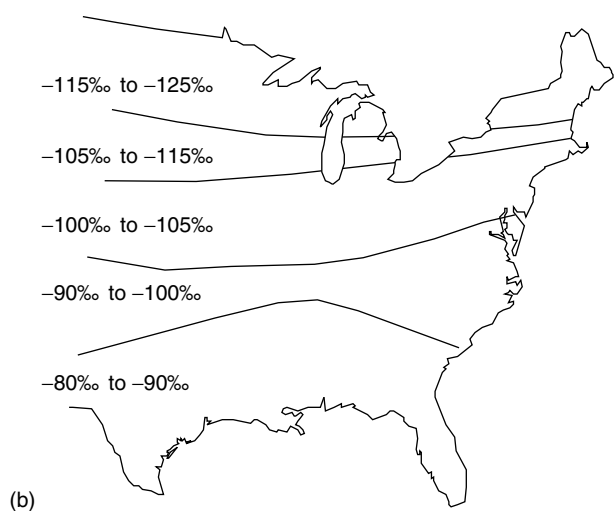 −115‰ to −125‰
−105‰ to −115‰
−100‰ to −105‰
−90‰ to −100‰
−80‰ to −90‰
(b)